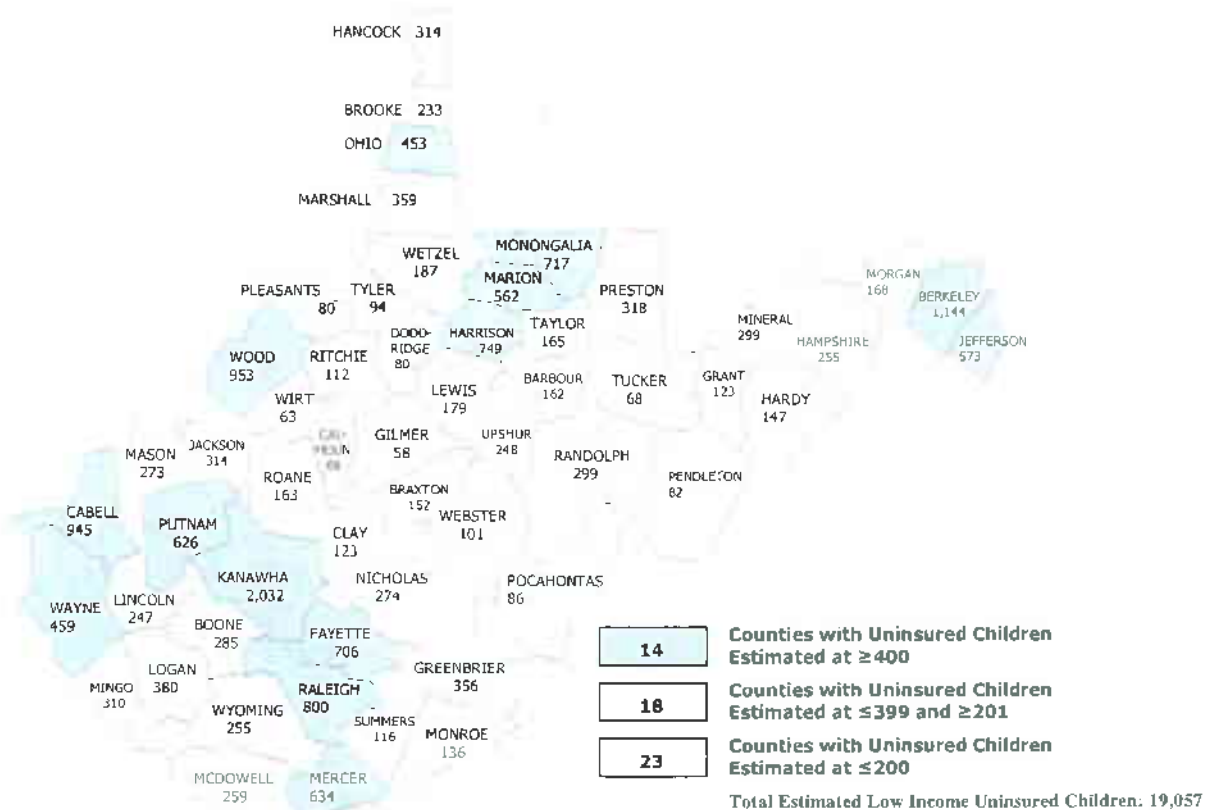 HANCOCK 314
BROOKE 233
OHIO 453
MARSHALL 359
WETZEL
187
MONONGALIA
717
MARION
562
PLEASANTS
80
TYLER
94
PRESTON
318
MORGAN
168
BERKELEY
1,144
JEFFERSON
573
MINERAL
299
HAMPSHIRE
255
WOOD
953
RITCHIE
112
DODD-
RIDGE
80
HARRISON
749
TAYLOR
165
BARBOUR
162
TUCKER
68
GRANT
123
HARDY
147
WIRT
63
LEWIS
179
MASON
273
JACKSON
314
GILMER
58
UPSHUR
248
RANDOLPH
299
PENDLETON
82
ROANE
163
BRAXTON
152
WEBSTER
101
CABELL
945
PUTNAM
626
CLAY
123
KANAWHA
2,032
NICHOLAS
274
POCAHONTAS
86
WAYNE
459
LINCOLN
247
BOONE
285
FAYETTE
706
LOGAN
380
MINGO
310
WYOMING
255
RALEIGH
800
GREENBRIER
356
SUMMERS
116
MONROE
136
MCDOWELL
259
MERCER
634
14 Counties with Uninsured Children
Estimated at ≥400
18 Counties with Uninsured Children
Estimated at ≤399 and ≥201
23 Counties with Uninsured Children
Estimated at ≤200
Total Estimated Low Income Uninsured Children: 19,057